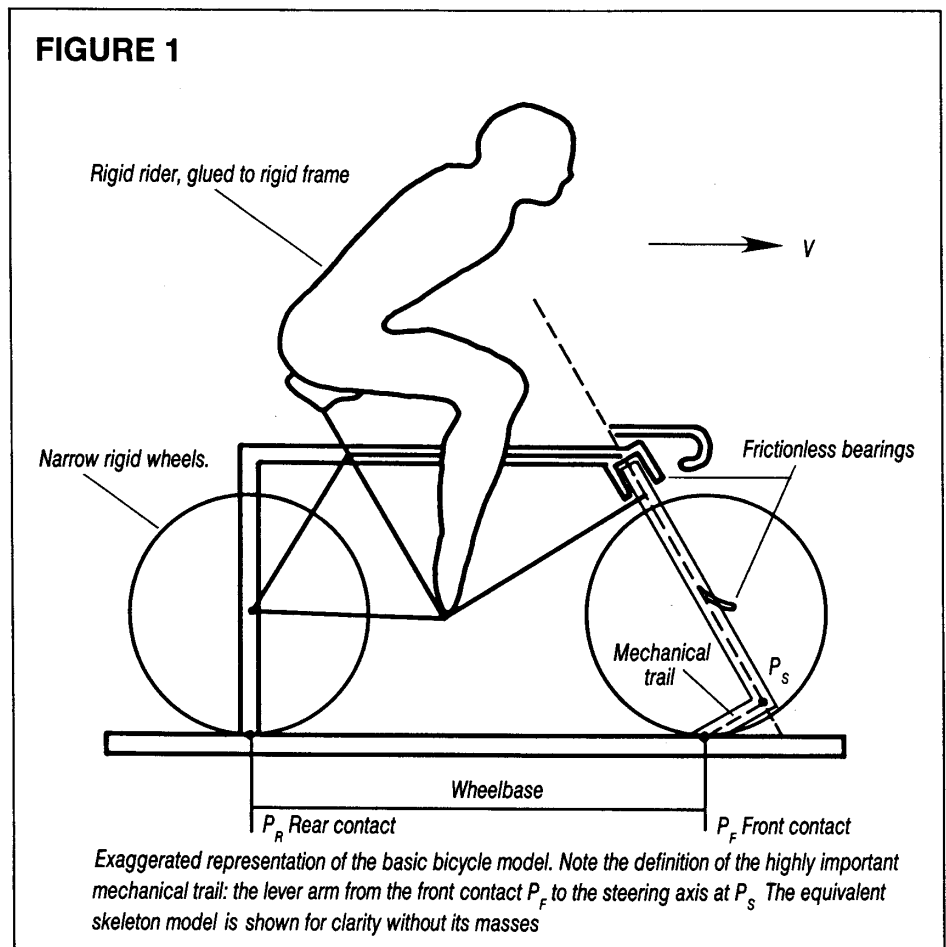 FIGURE 1
Rigid rider, glued to rigid frame
V
Narrow rigid wheels.
Frictionless bearings
Mechanical
trail
P_S
Wheelbase
P_R Rear contact
P_F Front contact
Exaggerated representation of the basic bicycle model. Note the definition of the highly important
mechanical trail: the lever arm from the front contact P_F to the steering axis at P_S The equivalent
skeleton model is shown for clarity without its masses